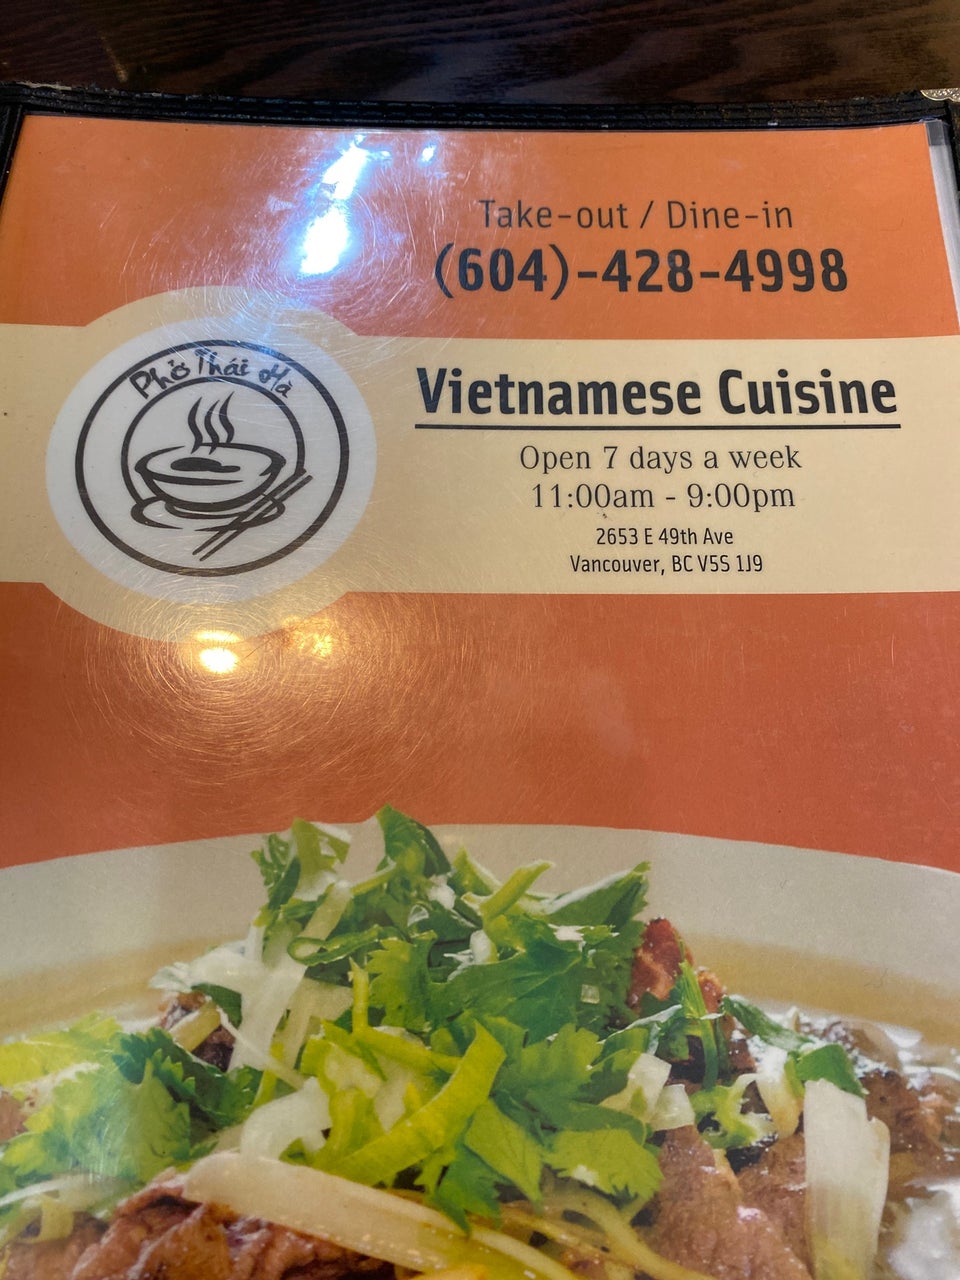 Take-out / Dine-in
(604)-428-4998
Phở Thái Hà
Vietnamese Cuisine
Open 7 days a week
11:00am - 9:00pm
2653 E 49th Ave
Vancouver, BC V5S 1J9